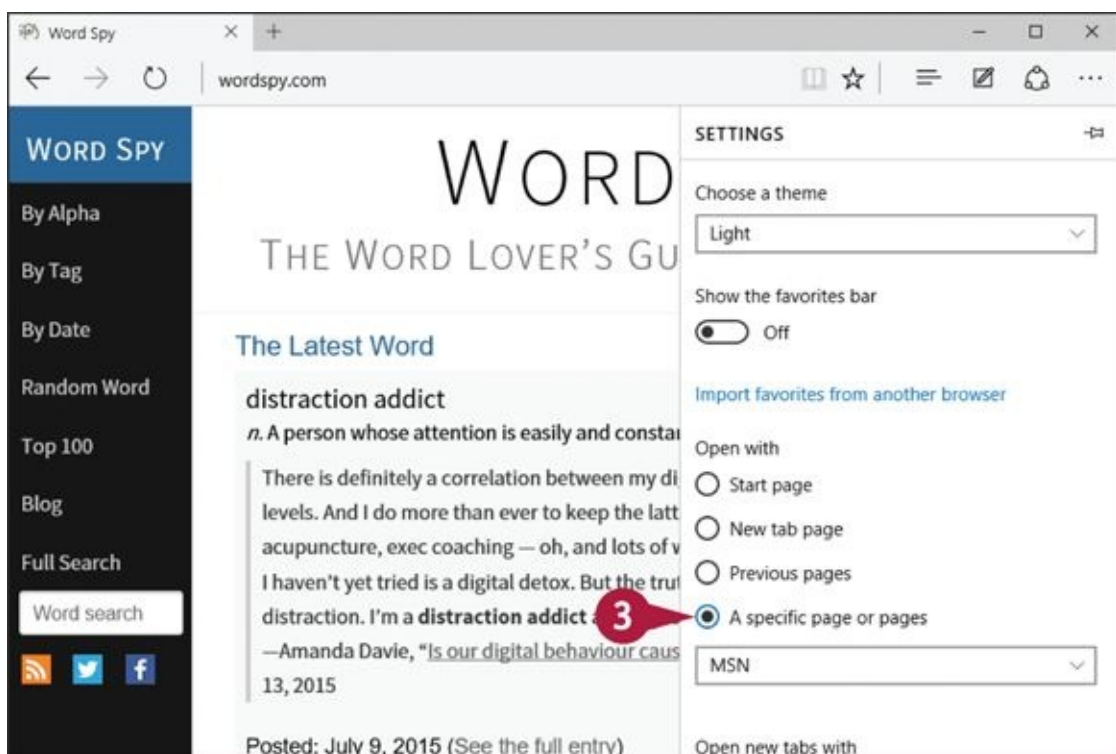 Word Spy
wordspy.com
WORD SPY
By Alpha
By Tag
By Date
Random Word
Top 100
Blog
Full Search
Word search
WORD
THE WORD LOVER'S GU
The Latest Word
distraction addict
n. A person whose attention is easily and consta
There is definitely a correlation between my di
levels. And I do more than ever to keep the latt
acupuncture, exec coaching — oh, and lots of
I haven't yet tried is a digital detox. But the tru
distraction. I'm a distraction addict
—Amanda Davie, “Is our digital behaviour caus
13, 2015
Posted: July 9, 2015 (See the full entry)
SETTINGS
Choose a theme
Light
Show the favorites bar
Off
Import favorites from another browser
Open with
Start page
New tab page
Previous pages
3
A specific page or pages
MSN
Open new tabs with